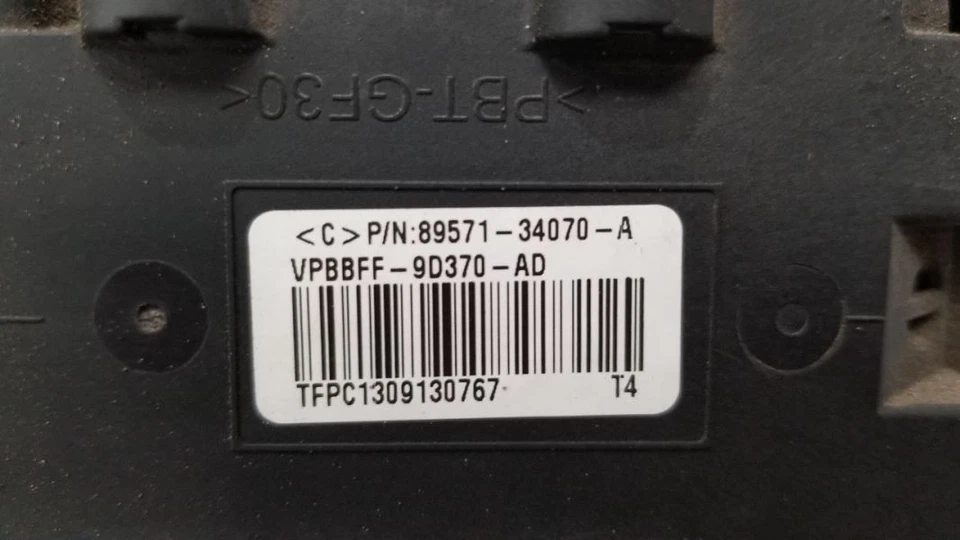 >PBT-GF30<
<C>P/N:89571-34070-A
VPBBFF-9D370-AD
TFPC1309130767 T4